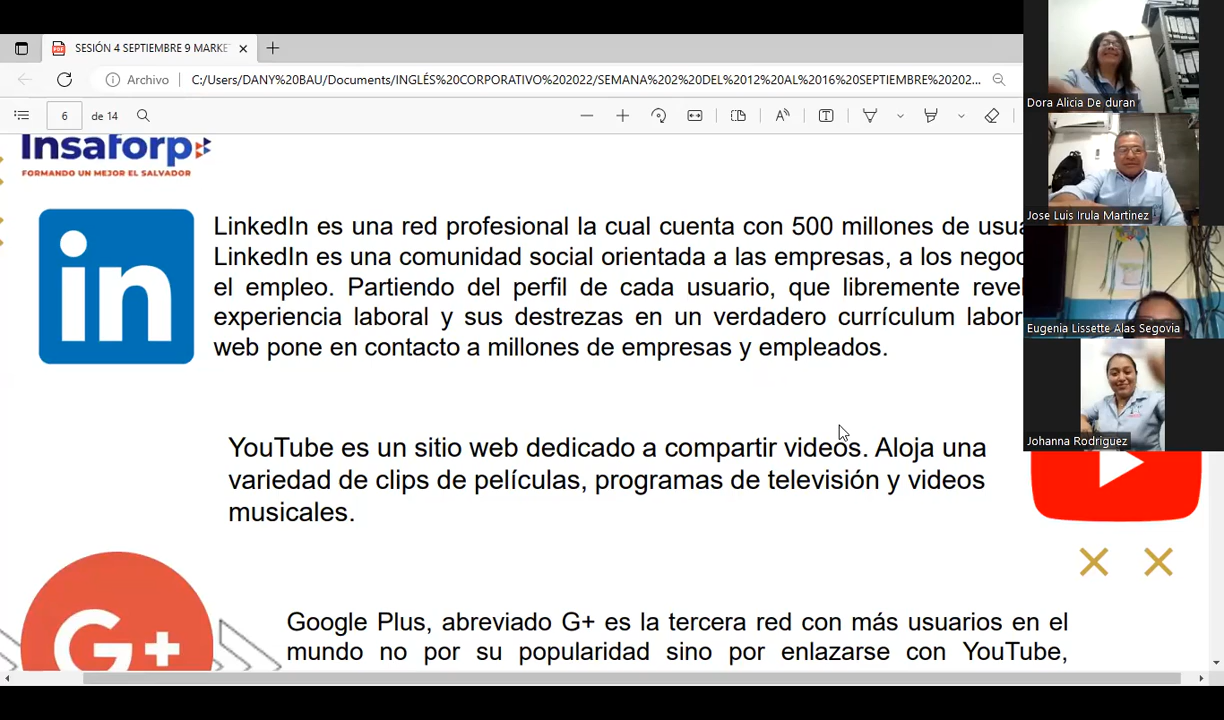 SESIÓN 4 SEPTIEMBRE 9 MARKE
Archivo
C:/Users/DANY%20BAU/Documents/INGLÉS%20CORPORATIVO%202022/SEMANA%202%20DEL%2012%20AL%2016%20SEPTIEMBRE%20202...
6 de 14
Insaforp
FORMANDO UN MEJOR EL SALVADOR
in
LinkedIn es una red profesional la cual cuenta con 500 millones de usua
LinkedIn es una comunidad social orientada a las empresas, a los negoc
el empleo. Partiendo del perfil de cada usuario, que libremente revel
experiencia laboral y sus destrezas en un verdadero currículum labor
web pone en contacto a millones de empresas y empleados.
YouTube es un sitio web dedicado a compartir videos. Aloja una
variedad de clips de películas, programas de televisión y videos
musicales.
G+
Google Plus, abreviado G+ es la tercera red con más usuarios en el
mundo no por su popularidad sino por enlazarse con YouTube,
Dora Alicia De duran
Jose Luis Irula Martinez
Eugenia Lissette Alas Segovia
Johanna Rodriguez